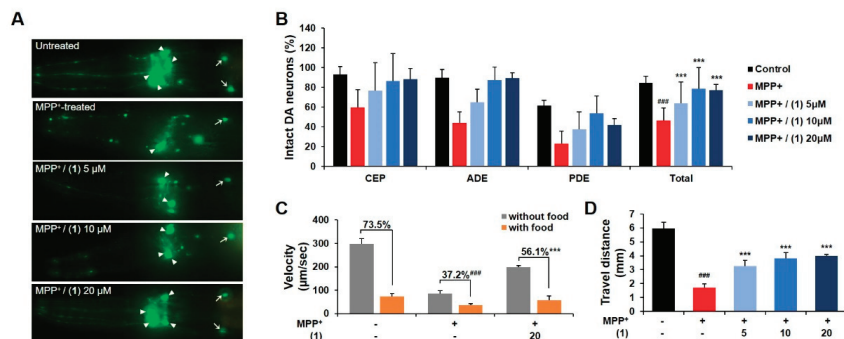 A
Untreated
MPP⁺-treated
MPP⁺ / (1) 5 µM
MPP⁺ / (1) 10 µM
MPP⁺ / (1) 20 µM
B
Intact DA neurons (%)
140
120
100
80
60
40
20
0
CEP ADE PDE Total
### *** *** ***
Control
MPP+
MPP+ / (1) 5µM
MPP+ / (1) 10µM
MPP+ / (1) 20µM
C
Velocity
(µm/sec)
400
300
200
100
0
without food
with food
73.5%
37.2%###
56.1%***
MPP⁺ - + +
(1) - - 20
D
Travel distance
(mm)
7
6
5
4
3
2
1
0
### *** *** ***
MPP⁺ - + + + +
(1) - - 5 10 20